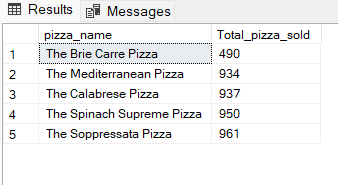 Results Messages
pizza_name Total_pizza_sold
1 The Brie Carre Pizza 490
2 The Mediterranean Pizza 934
3 The Calabrese Pizza 937
4 The Spinach Supreme Pizza 950
5 The Soppressata Pizza 961